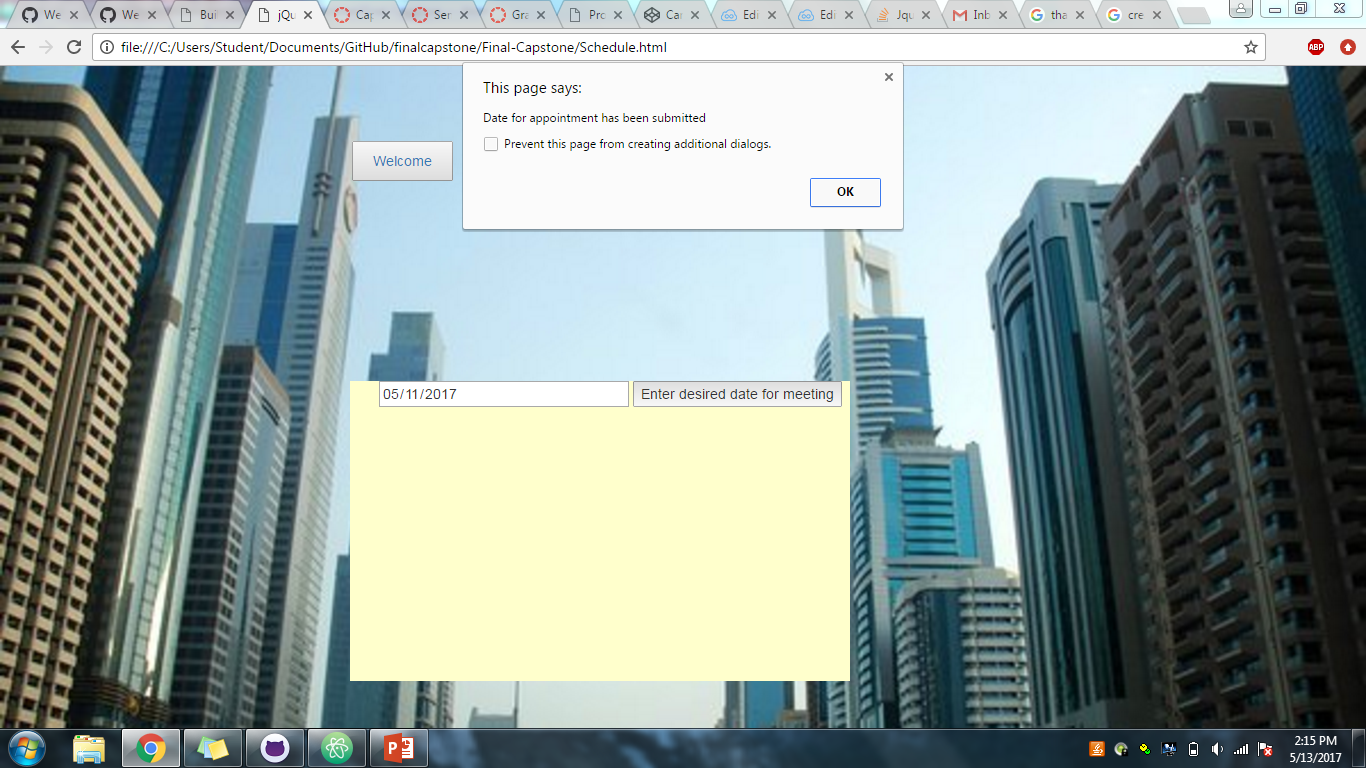 We
We
Bui
jQu
Cap
Ser
Gra
Pro
Car
Edi
Edi
Jqu
Inb
tha
cre
file:///C:/Users/Student/Documents/GitHub/finalcapstone/Final-Capstone/Schedule.html
ABP
This page says:
Date for appointment has been submitted
Prevent this page from creating additional dialogs.
OK
Welcome
05/11/2017 Enter desired date for meeting
2:15 PM
5/13/2017